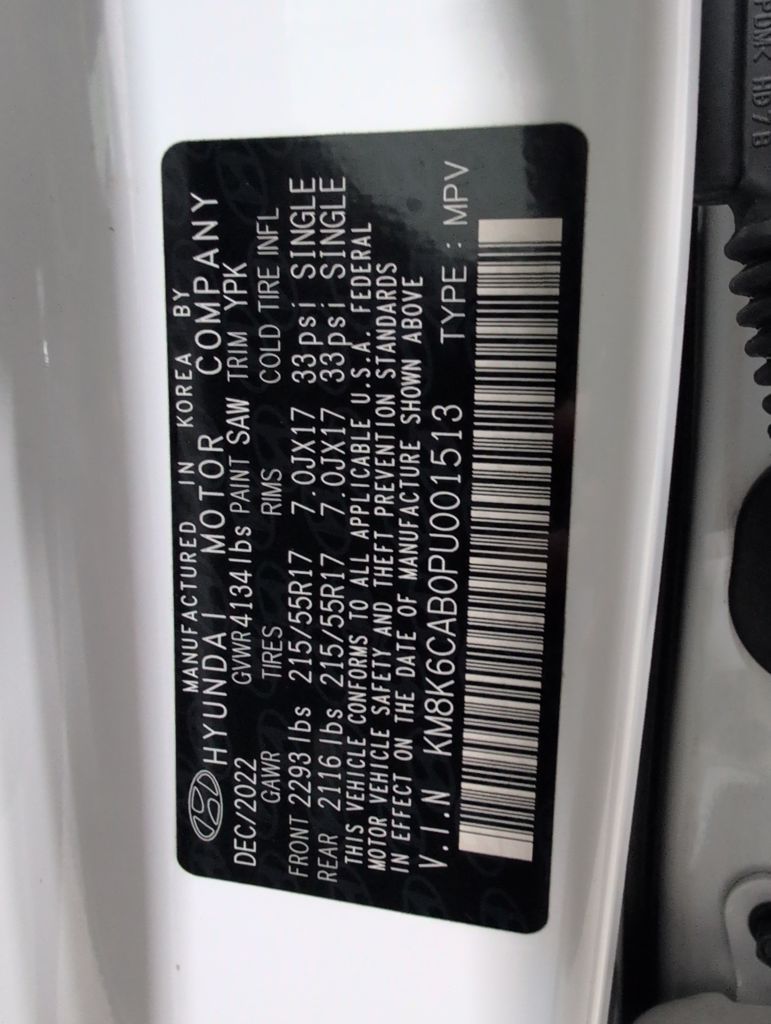 MANUFACTURED IN KOREA BY
HYUNDAI MOTOR COMPANY
DEC/2022 GVWR 4134 lbs PAINT SAW TRIM YPK
GAWR TIRES RIMS COLD TIRE INFL
FRONT 2293 lbs 215/55R17 7.0JX17 33psi SINGLE
REAR 2116 lbs 215/55R17 7.0JX17 33psi SINGLE
THIS VEHICLE CONFORMS TO ALL APPLICABLE U.S.A. FEDERAL
MOTOR VEHICLE SAFETY AND THEFT PREVENTION STANDARDS
IN EFFECT ON THE DATE OF MANUFACTURE SHOWN ABOVE
V.I.N KM8K6CAB0PU001513 TYPE : MPV